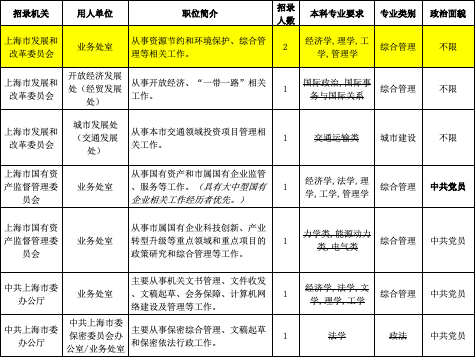 招录机关 用人单位 职位简介 招录人数 本科专业要求 专业类别 政治面貌
上海市发展和改革委员会 业务处室 从事资源节约和环境保护、综合管理等相关工作。 2 经济学,理学,工学,管理学 综合管理 不限
上海市发展和改革委员会 开放经济发展处（经贸发展处） 从事开放经济、“一带一路”相关工作。 1 国际政治,国际事务与国际关系 综合管理 不限
上海市发展和改革委员会 城市发展处（交通发展处） 从事本市交通领域投资项目管理相关工作。 1 交通运输类 城市建设 不限
上海市国有资产监督管理委员会 业务处室 从事国有资产和市属国有企业监管、服务等工作。（具有大中型国有企业相关工作经历者优先。） 1 经济学,法学,理学,工学,管理学 综合管理 中共党员
上海市国有资产监督管理委员会 业务处室 从事市属国有企业科技创新、产业转型升级等重点领域和重点项目的政策研究和综合管理等工作。 1 力学类,能源动力类,电气类 综合管理 中共党员
中共上海市委办公厅 业务处室 主要从事机关文书管理、文件收发、文稿起草、会务保障、计算机网络建设及管理等工作。 1 经济学,法学,文学,理学,工学 综合管理 中共党员
中共上海市委办公厅 中共上海市委保密委员会办公室/业务处室 主要从事保密综合管理、文稿起草和保密依法行政工作。 1 法学 政法 中共党员